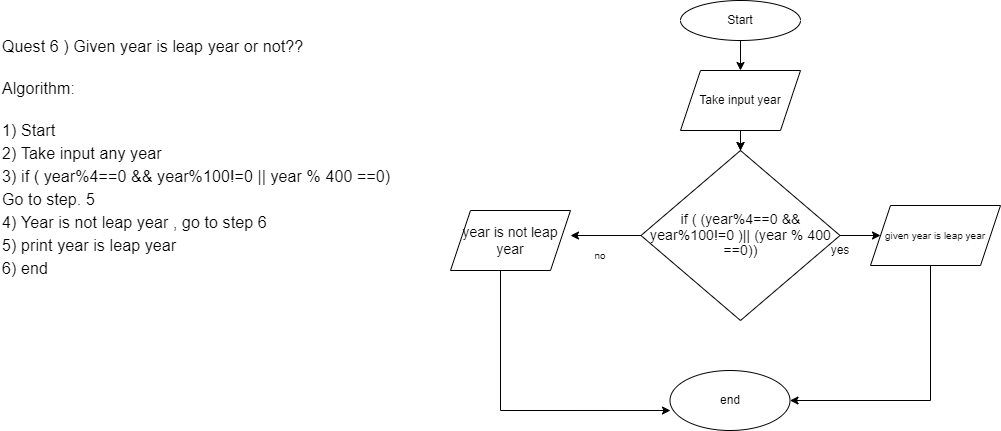 Quest 6 ) Given year is leap year or not??
Algorithm:
1) Start
2) Take input any year
3) if ( year%4==0 && year%100!=0 || year % 400 ==0)
Go to step. 5
4) Year is not leap year , go to step 6
5) print year is leap year
6) end
Start
Take input year
if ( (year%4==0 &&
year%100!=0 )|| (year % 400
==0))
year is not leap
year
no
yes
given year is leap year
end